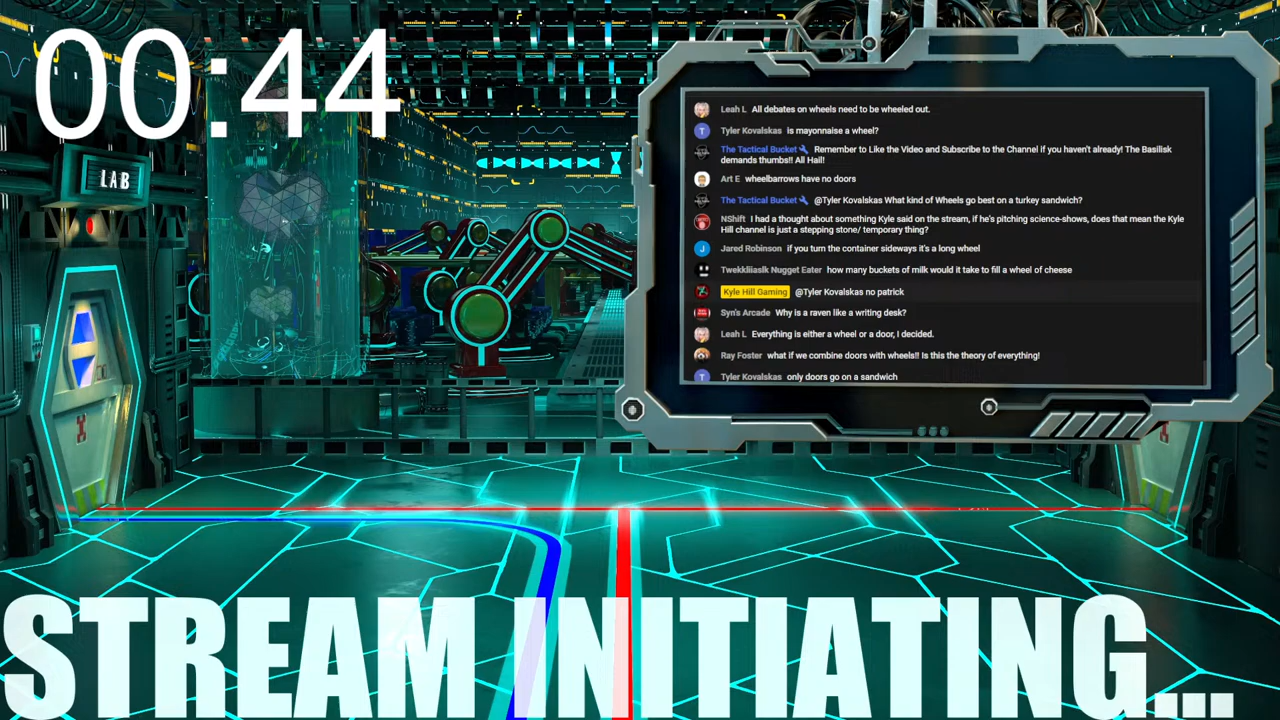 00:44
LAB
Leah L All debates on wheels need to be wheeled out.
Tyler Kovalskas is mayonnaise a wheel?
The Tactical Bucket Remember to Like the Video and Subscribe to the Channel if you haven't already! The Basilisk
demands thumbs!! All Hail!
Art E wheelbarrows have no doors
The Tactical Bucket @Tyler Kovalskas What kind of Wheels go best on a turkey sandwich?
NShift I had a thought about something Kyle said on the stream, if he's pitching science-shows, does that mean the Kyle
Hill channel is just a stepping stone/ temporary thing?
J Jared Robinson if you turn the container sideways it's a long wheel
Twekkliiaslk Nugget Eater how many buckets of milk would it take to fill a wheel of cheese
Kyle Hill Gaming @Tyler Kovalskas no patrick
Syn's Arcade Why is a raven like a writing desk?
Leah L Everything is either a wheel or a door, I decided.
Ray Foster what if we combine doors with wheels!! Is this the theory of everything!
T Tyler Kovalskas only doors go on a sandwich
STREAM INITIATING...